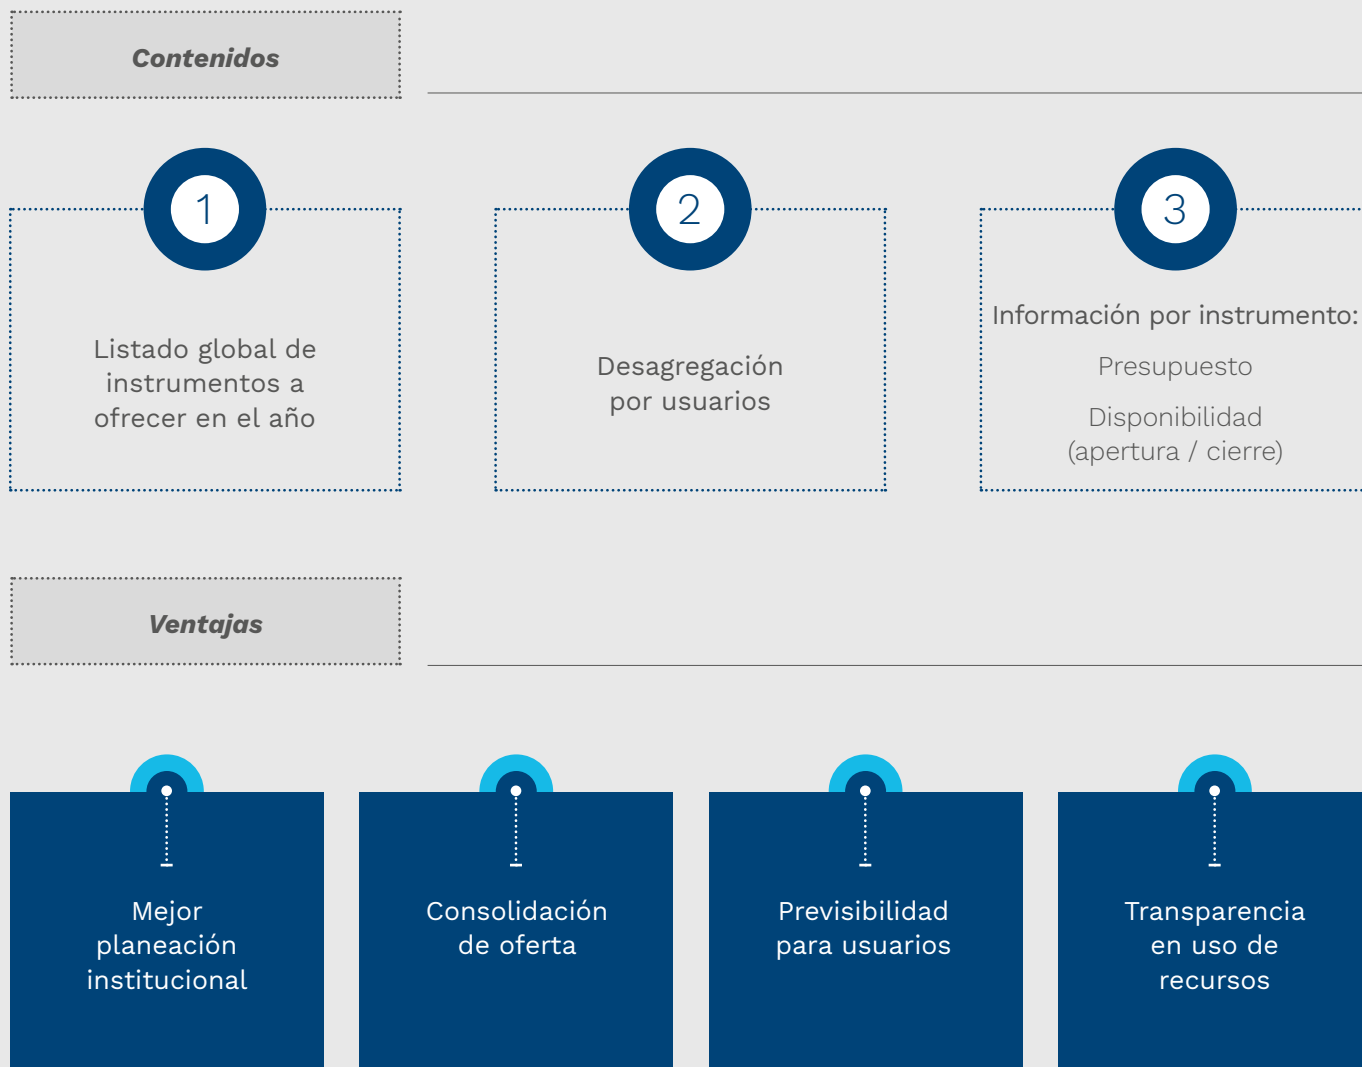 Contenidos
1
Listado global de
instrumentos a
ofrecer en el año
2
Desagregación
por usuarios
3
Información por instrumento:
Presupuesto
Disponibilidad
(apertura / cierre)
Ventajas
Mejor
planeación
institucional
Consolidación
de oferta
Previsibilidad
para usuarios
Transparencia
en uso de
recursos